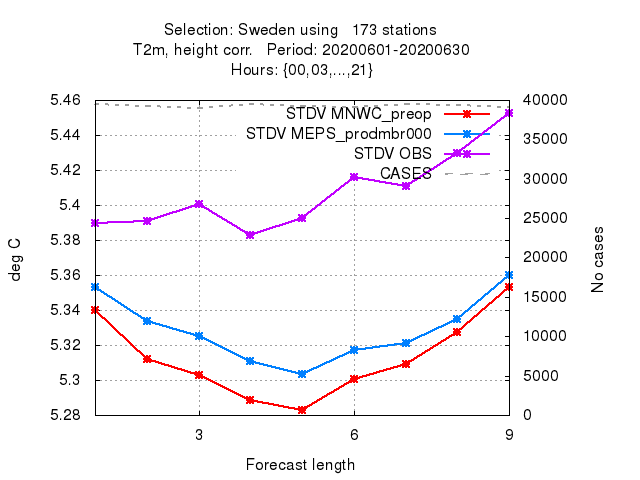 Selection: Sweden using 173 stations
T2m, height corr. Period: 20200601-20200630
Hours: {00,03,...,21}
5.46
5.44
5.42
5.4
5.38
5.36
5.34
5.32
5.3
5.28
deg C
STDV MNWC_preop
STDV MEPS_prodmbr000
STDV OBS
CASES
40000
35000
30000
25000
20000
15000
10000
5000
0
No cases
3 6 9
Forecast length